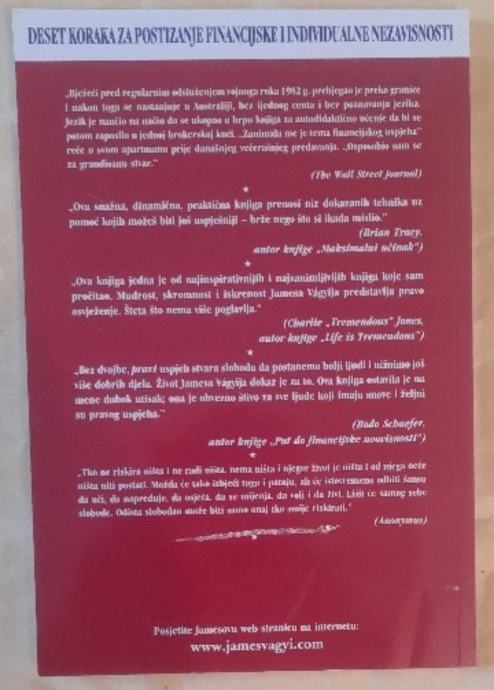 DESET KORAKA ZA POSTIZANJE FINANCIJSKE I INDIVIDUALNE NEZAVISNOSTI
„Bježeći pred regularnim odsluženjem vojnoga roka 1982 g. prebjegao je preko granice
i nakon toga se nastanjuje u Australiji, bez ijednog centa i bez poznavanja jezika.
Jezik je naučio na način da se ukopao u hrpu knjiga za autodidaktično učenje da bi se
potom zaposlio u jednoj brokerskoj kući. „Zanimala me je tema financijskog uspjeha“
reče u svom apartmanu prije današnjeg večernjeg predavanja. „Osposobio sam se
za grandioznu stvar.“
(The Wall Street Journal)
*
„Ova snažna, dinamična, praktična knjiga prenosi niz dokazanih tehnika uz
pomoć kojih možeš biti još uspješniji – brže nego što si ikada mislio.“
(Brian Tracy,
autor knjige „Maksimalni učinak“)
*
„Ova knjiga jedna je od najinspirativnijih i najzanimljivijih knjiga koje sam
pročitao. Mudrost, skromnost i iskrenost Jamesa Vágyija predstavlja pravo
osvježenje. Šteta što nema više poglavlja.“
(Charlie „Tremendous“ Jones,
autor knjige „Life is Tremendous“)
*
„Bez dvojbe, pravi uspjeh stvara slobodu da postanemo bolji ljudi i učinimo još
više dobrih djela. Život Jamesa Vágyija dokaz je za to. Ova knjiga ostavila je na
mene dubok utisak; ona je obvezno štivo za sve ljude koji imaju snove i željni
su pravog uspjeha.“
(Bodo Schaefer,
autor knjige „Put do financijske neovisnosti“)
*
„Tko ne riskira ništa i ne radi ništa, nema ništa i njegov život je ništa i od njega neće
ništa niti postati. Možda će tako izbjeći tugu i patnju, ali će istovremeno odbiti šansu
da uči, da napreduje, da osjeća, da se mijenja, da voli i da živi. Lišit će samog sebe
slobode. Odista slobodan može biti samo onaj tko smije riskirati.“
(Anonymus)
*
Posjetite Jamesovu web stranicu na internetu:
www.jamesvagyi.com